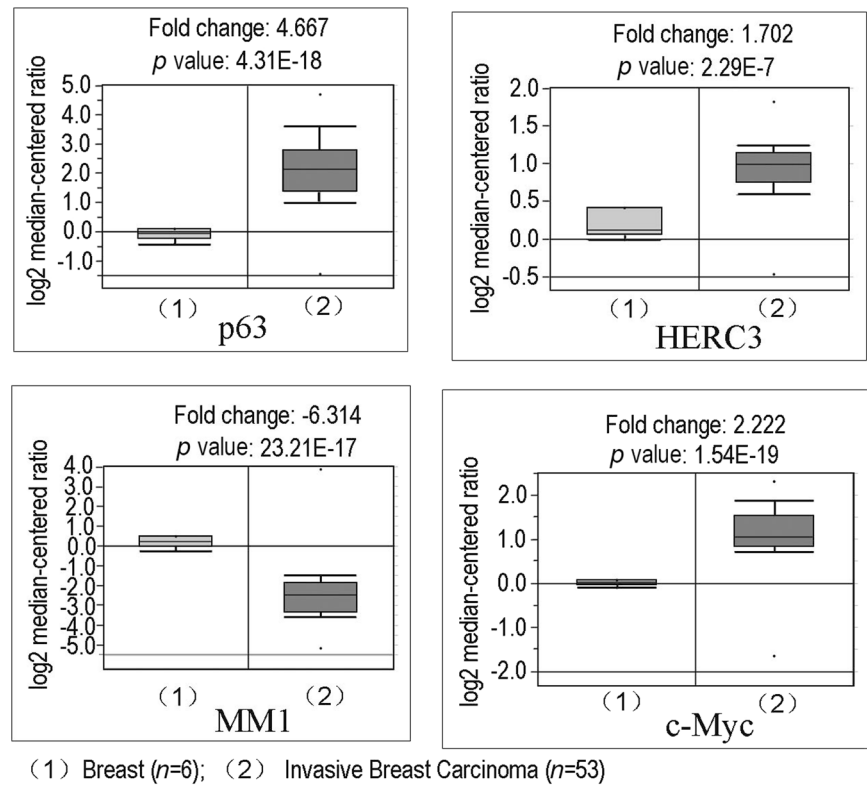 Fold change: 4.667
p value: 4.31E-18
log2 median-centered ratio
5.0
4.0
3.0
2.0
1.0
0.0
-1.0
（1） （2）
p63
Fold change: 1.702
p value: 2.29E-7
log2 median-centered ratio
2.0
1.5
1.0
0.5
0.0
-0.5
（1） （2）
HERC3
Fold change: -6.314
p value: 23.21E-17
log2 median-centered ratio
4.0
3.0
2.0
1.0
0.0
-2.0
-3.0
-4.0
-5.0
（1） （2）
MM1
Fold change: 2.222
p value: 1.54E-19
log2 median-centered ratio
2.0
1.0
0.0
-1.0
-2.0
（1） （2）
c-Myc
（1） Breast (n=6); （2） Invasive Breast Carcinoma (n=53)